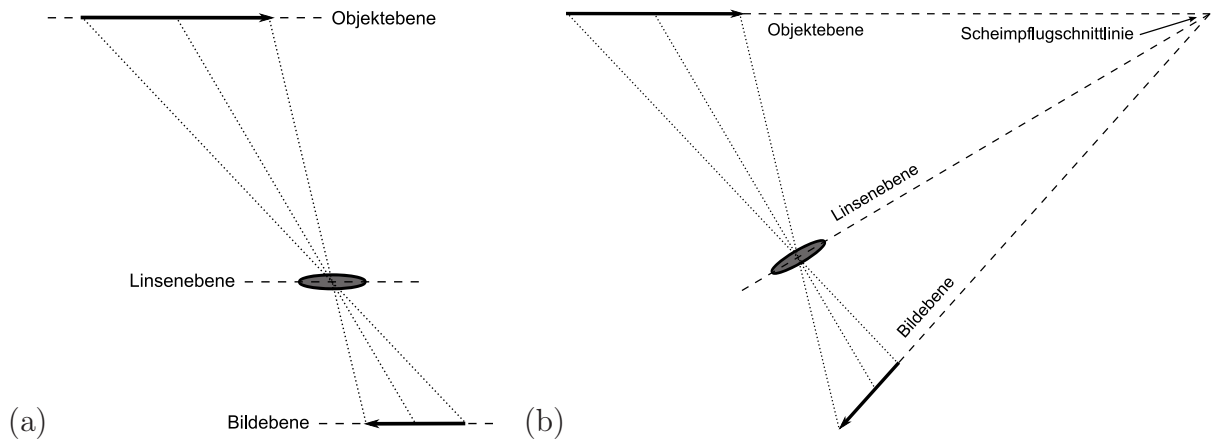 Objektebene
Linsenebene
Bildebene
(a)
Objektebene
Scheimpflugschnittlinie
Linsenebene
Bildebene
(b)